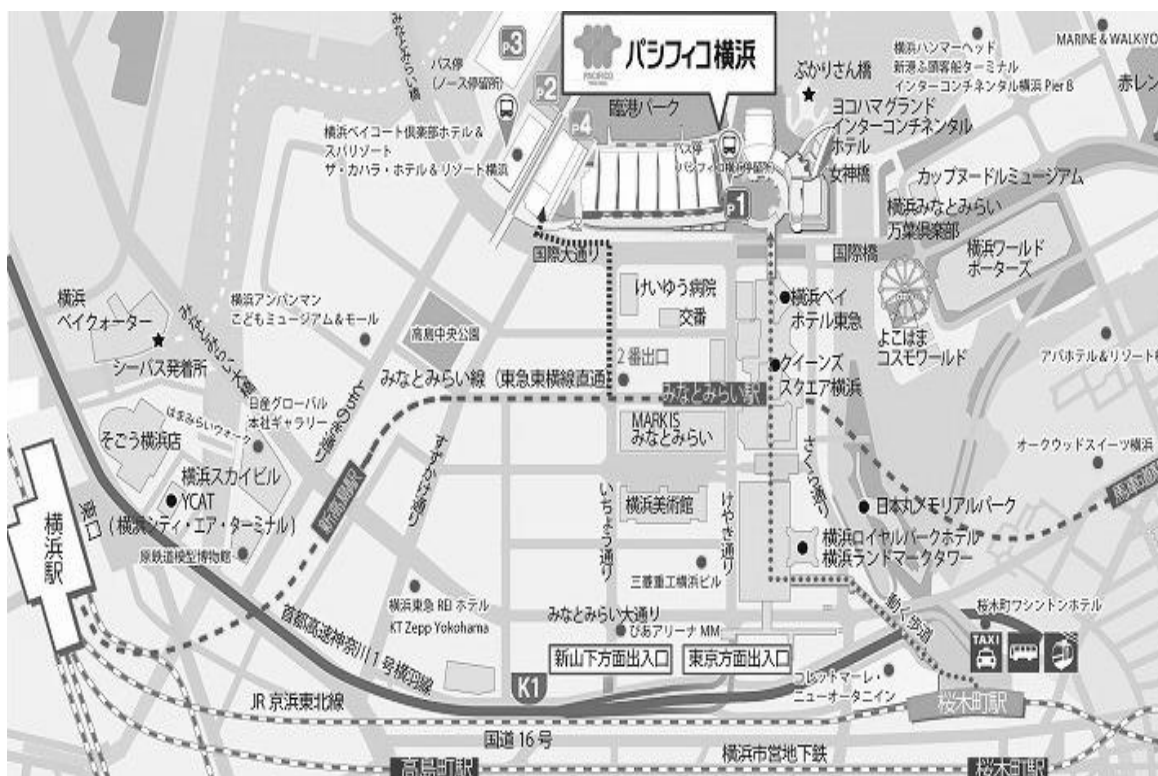 P3
バス停
(ノース停留所)
P2
P4
PACIFICO
パシフィコ横浜
臨港パーク
ぷかりさん橋
横浜ハンマーヘッド
新港ふ頭客船ターミナル
インターコンチネンタル横浜 Pier 8
MARINE & WALK YO
赤レン
みなとみらい橋
横浜ベイコート倶楽部ホテル &
スパリゾート
ザ・カハラ・ホテル & リゾート横浜
バス停
P1
ヨコハマ グランド
インターコンチネンタル
ホテル
女神橋
カップヌードルミュージアム
横浜みなとみらい
万葉倶楽部
横浜ワールド
ポーターズ
国際大通り
国際橋
けいゆう病院
交番
横浜ベイ
ホテル東急
よこはま
コスモワールド
横浜
ベイクォーター
シーバス発着所
横浜アンパンマン
こどもミュージアム&モール
高島中央公園
2番出口
クイーンズ
スクエア横浜
アパホテル&リゾート横
みなとみらい線（東急東横線直通）
みなとみらい駅
はまみらいウォーク
日産グローバル
本社ギャラリー
とちのき通り
そごう横浜店
MARK IS
みなとみらい
さくら通り
オークウッドスイーツ横浜
横浜スカイビル
YCAT
(横浜シティ・エア・ターミナル)
新高島駅
すずかけ通り
いちょう通り
横浜美術館
けやき通り
日本丸メモリアルパーク
横浜駅
東口
原鉄道模型博物館
横浜ロイヤルパークホテル
横浜ランドマークタワー
三菱重工横浜ビル
横浜東急 REI ホテル
KT Zepp Yokohama
みなとみらい大通り
ぴあアリーナ MM
動く歩道
桜木町ワシントンホテル
TAXI
首都高速神奈川1号横羽線
新山下方面出入口
東京方面出入口
K1
コレットマーレ・
ニューオータニイン
桜木町駅
JR 京浜東北線
国道16号
横浜市営地下鉄
高島町駅
桜木町駅